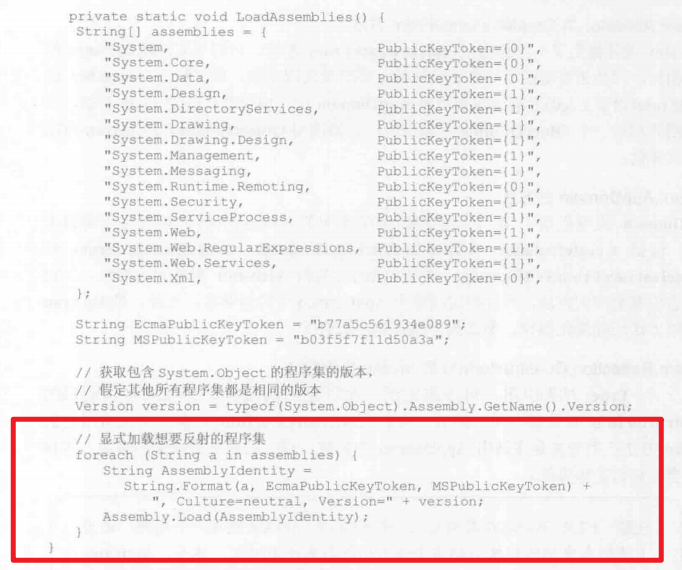 private static void LoadAssemblies() {
String[] assemblies = {
"System, PublicKeyToken={0}",
"System.Core, PublicKeyToken={0}",
"System.Data, PublicKeyToken={0}",
"System.Design, PublicKeyToken={1}",
"System.DirectoryServices, PublicKeyToken={1}",
"System.Drawing, PublicKeyToken={1}",
"System.Drawing.Design, PublicKeyToken={1}",
"System.Management, PublicKeyToken={1}",
"System.Messaging, PublicKeyToken={1}",
"System.Runtime.Remoting, PublicKeyToken={0}",
"System.Security, PublicKeyToken={1}",
"System.ServiceProcess, PublicKeyToken={1}",
"System.Web, PublicKeyToken={1}",
"System.Web.RegularExpressions, PublicKeyToken={1}",
"System.Web.Services, PublicKeyToken={1}",
"System.Xml, PublicKeyToken={0}",
};
String EcmaPublicKeyToken = "b77a5c561934e089";
String MSPublicKeyToken = "b03f5f7f11d50a3a";
// 获取包含 System.Object 的程序集的版本,
// 假定其他所有程序集都是相同的版本
Version version = typeof(System.Object).Assembly.GetName().Version;
// 显式加载想要反射的程序集
foreach (String a in assemblies) {
String AssemblyIdentity =
String.Format(a, EcmaPublicKeyToken, MSPublicKeyToken) +
", Culture=neutral, Version=" + version;
Assembly.Load(AssemblyIdentity);
}
}